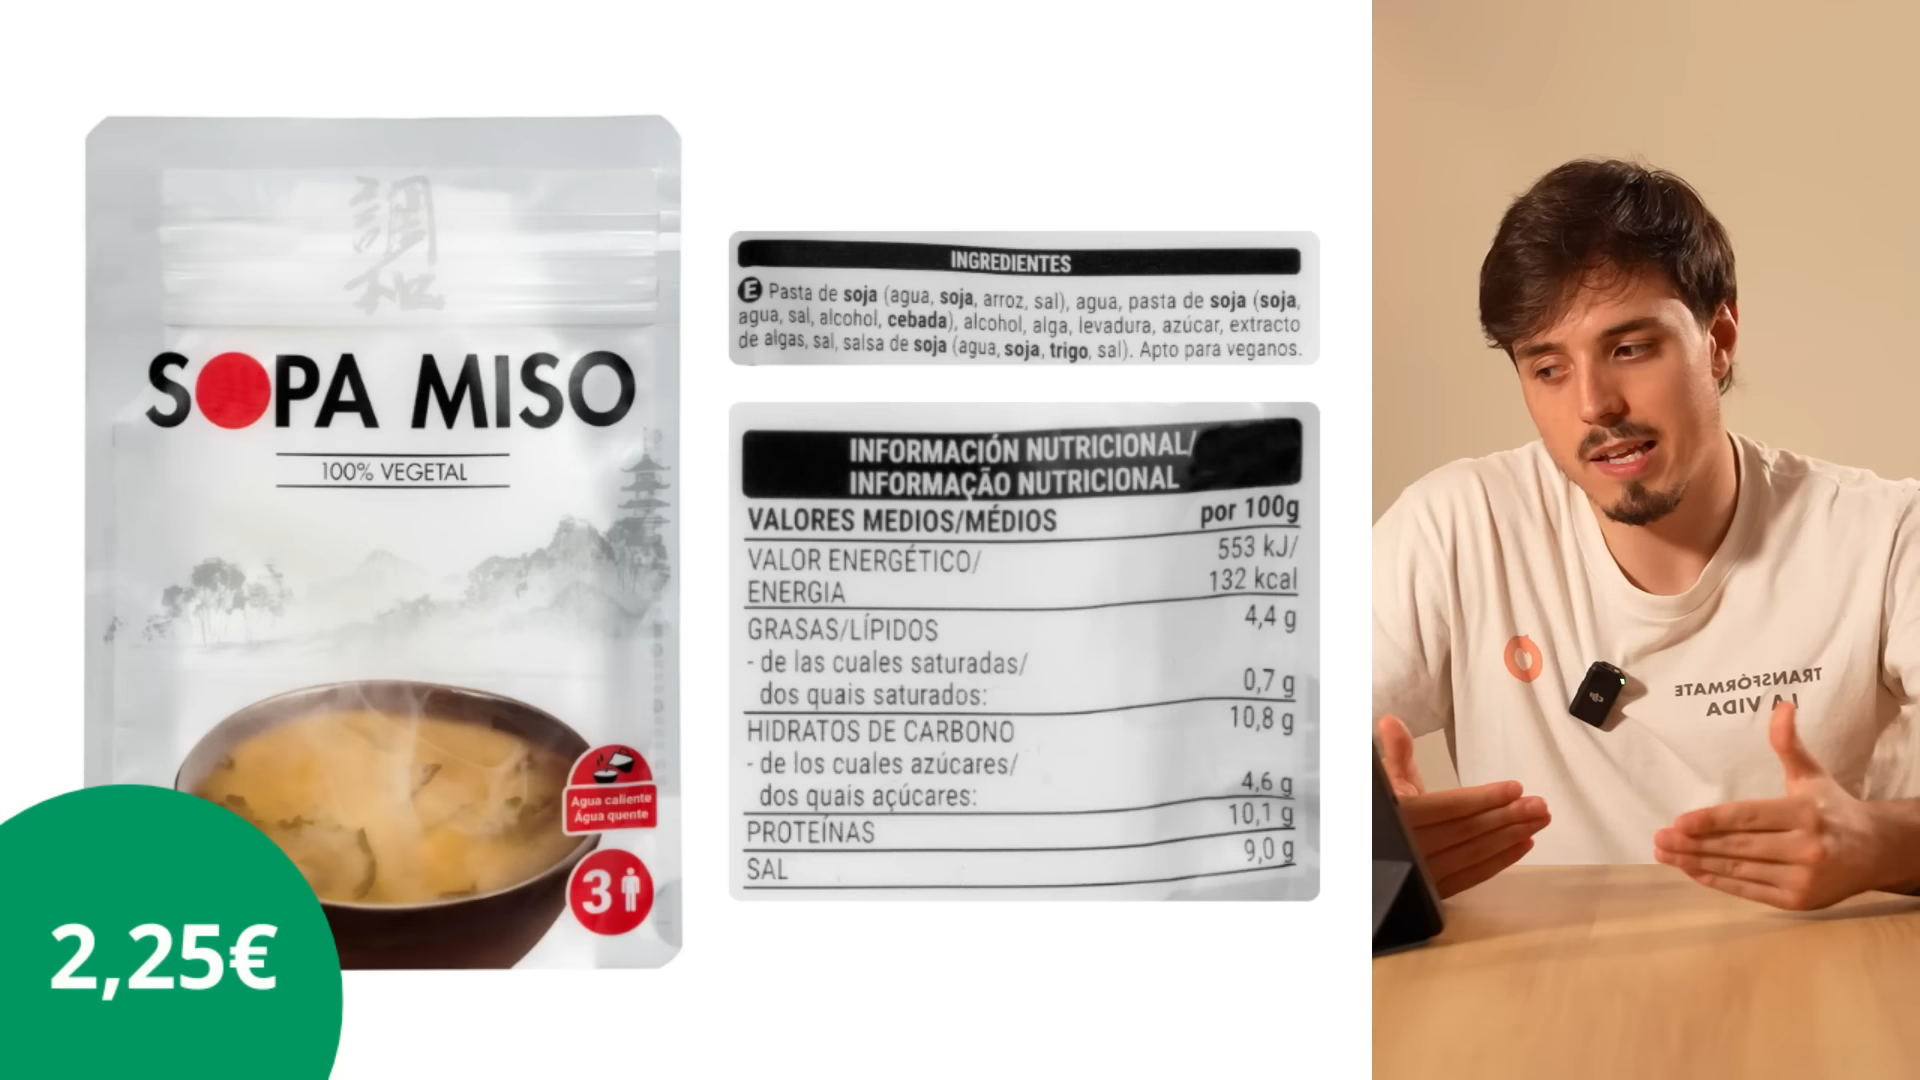 SOPA MISO
100% VEGETAL
Agua caliente
Água quente
3
2,25€
INGREDIENTES
E Pasta de soja (agua, soja, arroz, sal), agua, pasta de soja (soja,
agua, sal, alcohol, cebada), alcohol, alga, levadura, azúcar, extracto
de algas, sal, salsa de soja (agua, soja, trigo, sal). Apto para veganos.
INFORMACIÓN NUTRICIONAL/
INFORMAÇÃO NUTRICIONAL
VALORES MEDIOS/MÉDIOS por 100g
VALOR ENERGÉTICO/ 553 kJ/
ENERGIA 132 kcal
GRASAS/LÍPIDOS 4,4 g
- de las cuales saturadas/
dos quais saturados: 0,7 g
HIDRATOS DE CARBONO 10,8 g
- de los cuales azúcares/
dos quais açúcares: 4,6 g
PROTEÍNAS 10,1 g
SAL 9,0 g
TRANSFÓRMATE
LA VIDA